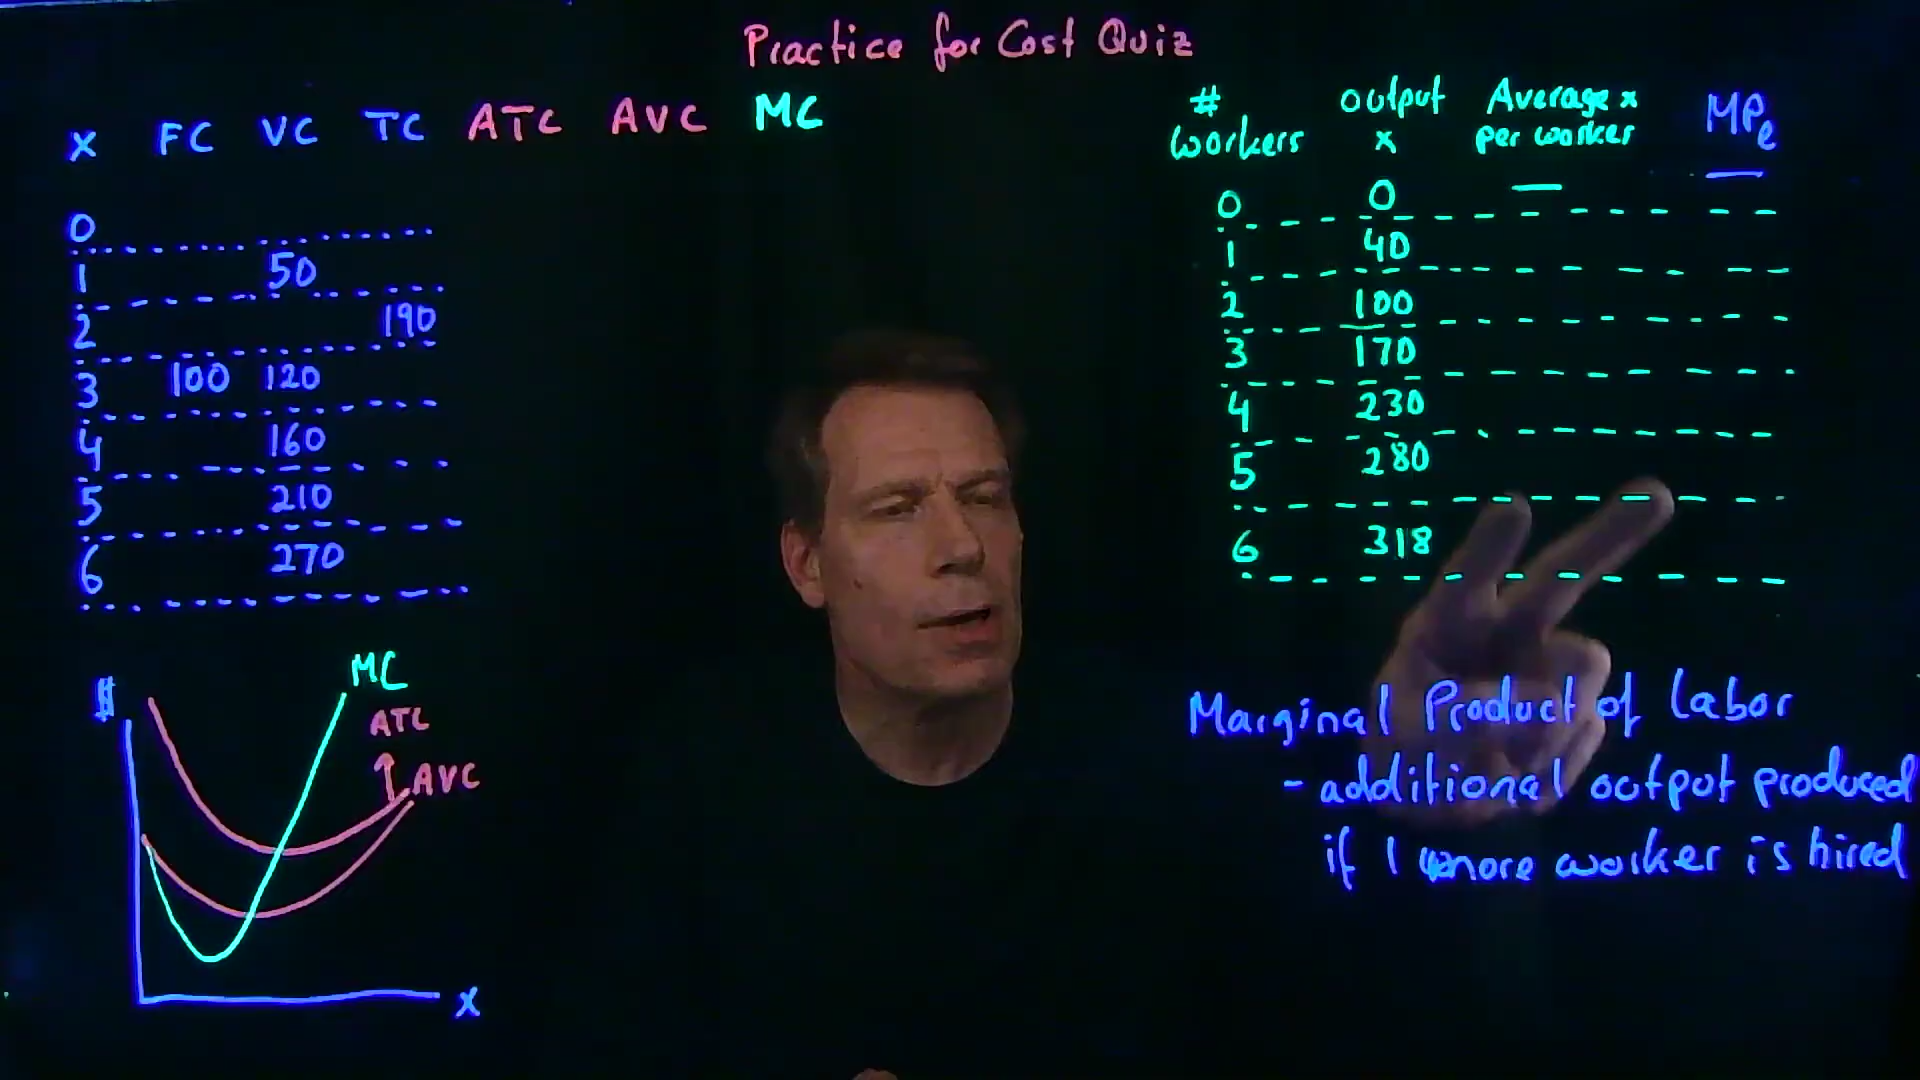 Practice for Cost Quiz
x FC VC TC ATC AVC MC
0
1 50
2 190
3 100 120
4 160
5 210
6 270
$
MC
ATC
AVC
x
# workers output x Average x per worker MPe
0 0 — —
1 40
2 100
3 170
4 230
5 280
6 318
Marginal Product of Labor
- additional output produced
if 1 more worker is hired